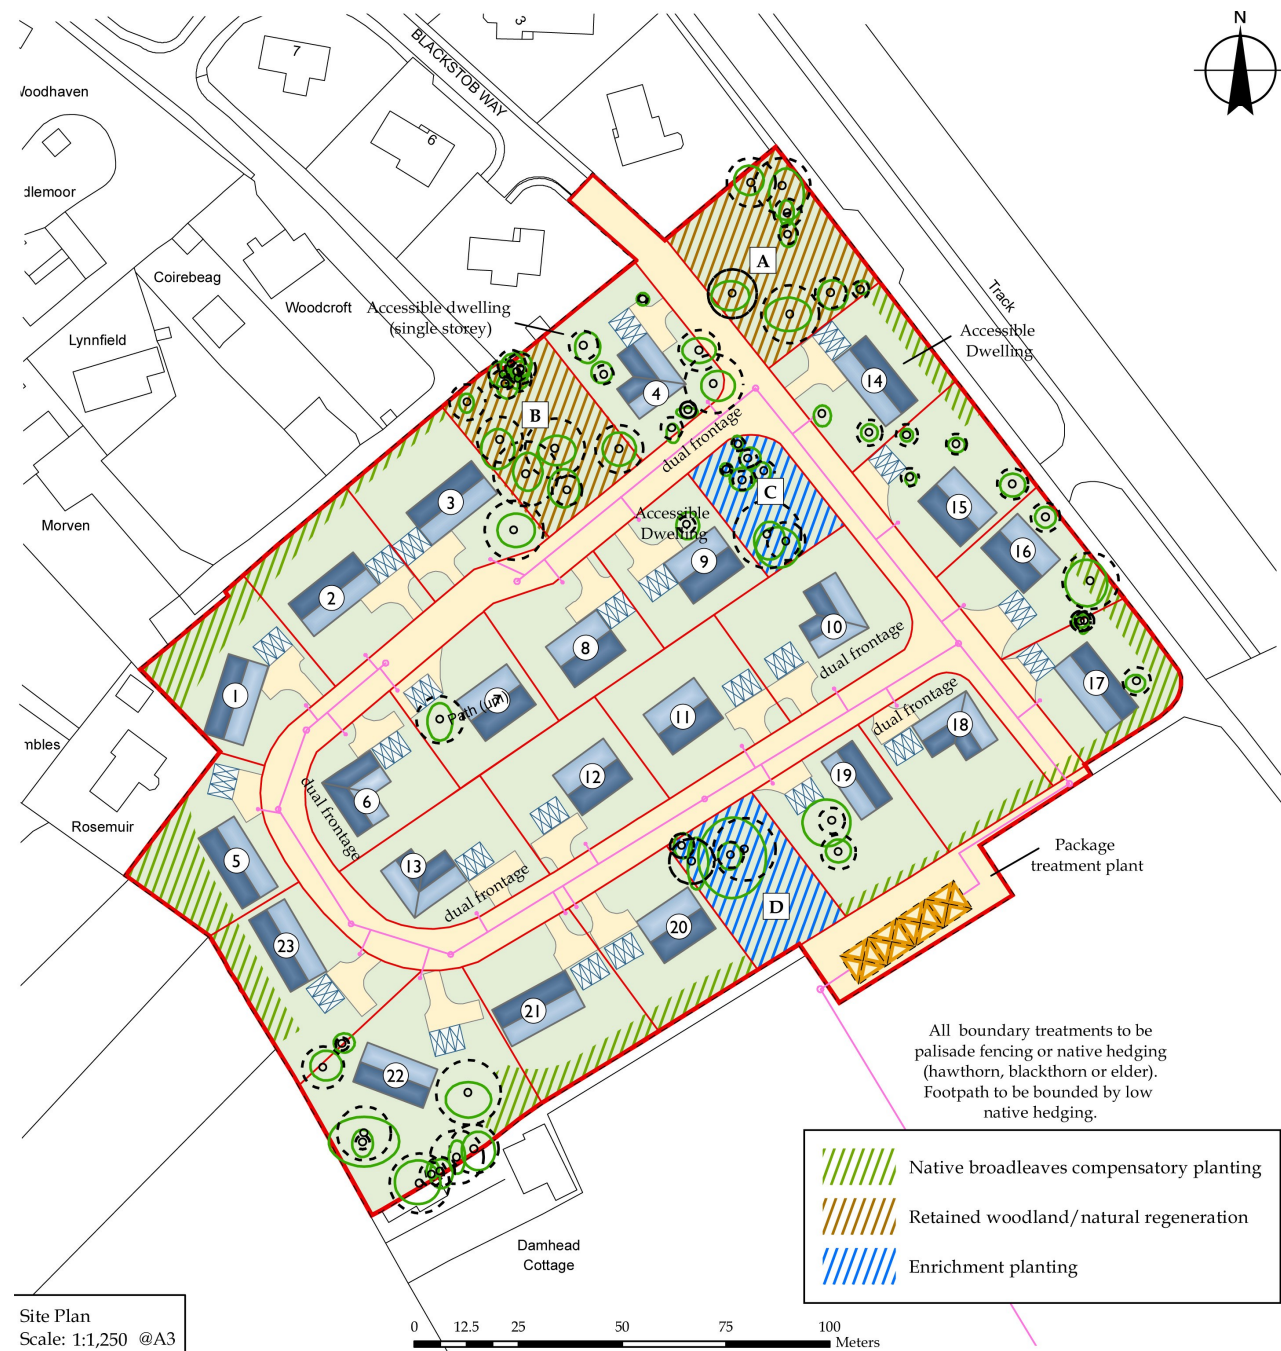 N
3
7
BLACKSTOB WAY
6
Coirebeag
Woodcroft
Lynnfield
Morven
Rosemuir
Track
A
Accessible dwelling
(single storey)
Accessible
Dwelling
14
4
B
dual frontage
C
3
Accessible
Dwelling
15
16
9
2
8
10
dual frontage
17
1
7
Path (um)
11
dual frontage
18
12
19
6
dual frontage
5
13
dual frontage
D
20
23
21
22
Package
treatment plant
All boundary treatments to be
palisade fencing or native hedging
(hawthorn, blackthorn or elder).
Footpath to be bounded by low
native hedging.
Native broadleaves compensatory planting
Retained woodland/natural regeneration
Enrichment planting
Damhead
Cottage
Site Plan
Scale: 1:1,250 @A3
0 12.5 25 50 75 100
Meters